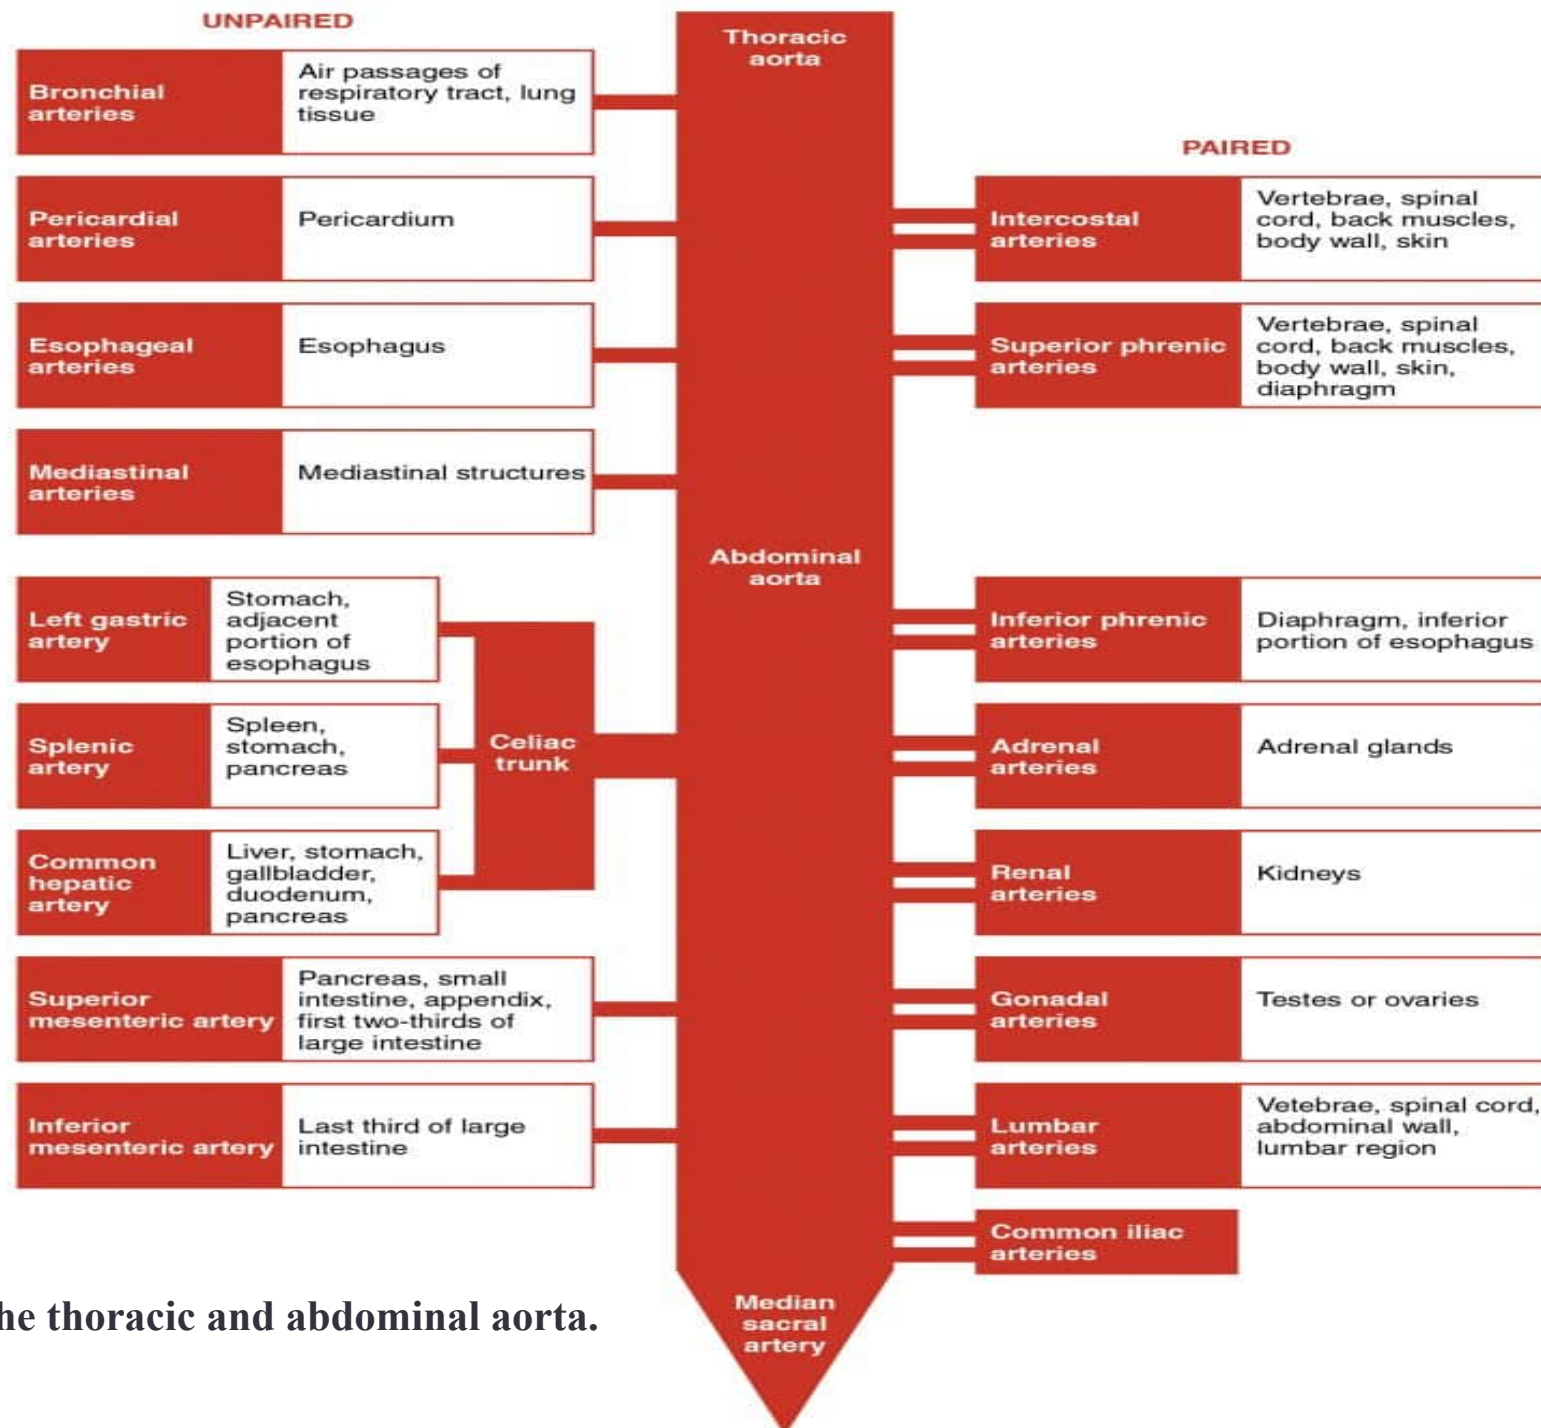 UNPAIRED
Bronchial
arteries
Air passages of
respiratory tract, lung
tissue
Pericardial
arteries
Pericardium
Esophageal
arteries
Esophagus
Mediastinal
arteries
Mediastinal structures
Left gastric
artery
Stomach,
adjacent
portion of
esophagus
Splenic
artery
Spleen,
stomach,
pancreas
Common
hepatic
artery
Liver, stomach,
gallbladder,
duodenum,
pancreas
Celiac
trunk
Superior
mesenteric artery
Pancreas, small
intestine, appendix,
first two-thirds of
large intestine
Inferior
mesenteric artery
Last third of large
intestine
Thoracic
aorta
Abdominal
aorta
Median
sacral
artery
PAIRED
Intercostal
arteries
Vertebrae, spinal
cord, back muscles,
body wall, skin
Superior phrenic
arteries
Vertebrae, spinal
cord, back muscles,
body wall, skin,
diaphragm
Inferior phrenic
arteries
Diaphragm, inferior
portion of esophagus
Adrenal
arteries
Adrenal glands
Renal
arteries
Kidneys
Gonadal
arteries
Testes or ovaries
Lumbar
arteries
Vetebrae, spinal cord,
abdominal wall,
lumbar region
Common iliac
arteries
he thoracic and abdominal aorta.